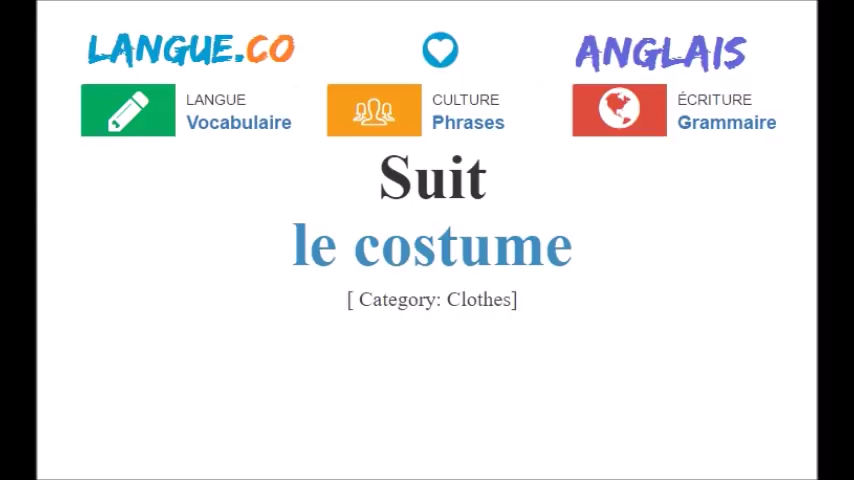 LANGUE.CO
ANGLAIS
LANGUE
Vocabulaire
CULTURE
Phrases
ÉCRITURE
Grammaire
Suit
le costume
[ Category: Clothes]